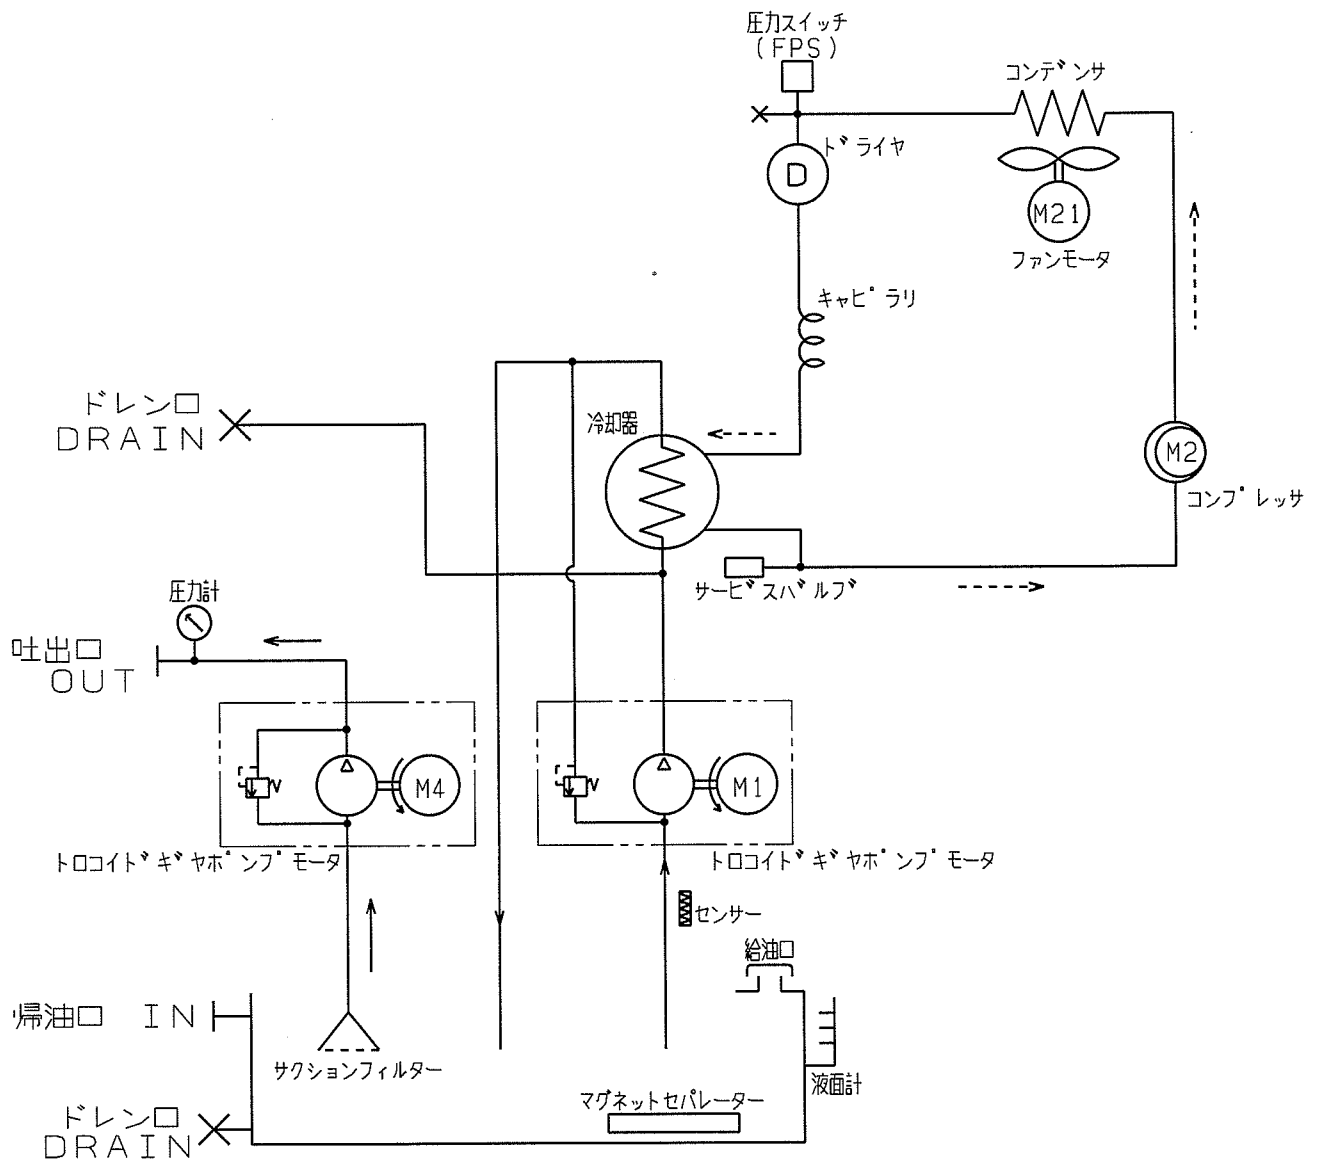 圧力スイッチ
(FPS)
コンデンサ
ドライヤ
D
M21
ファンモータ
キャピラリ
ドレン口
DRAIN
冷却器
M2
コンプレッサ
サービスバルブ
圧力計
吐出口
OUT
M4
M1
トロコイドギヤポンプモータ
トロコイドギヤポンプモータ
センサー
給油口
帰油口 IN
サクションフィルター
液面計
マグネットセパレーター
ドレン口
DRAIN